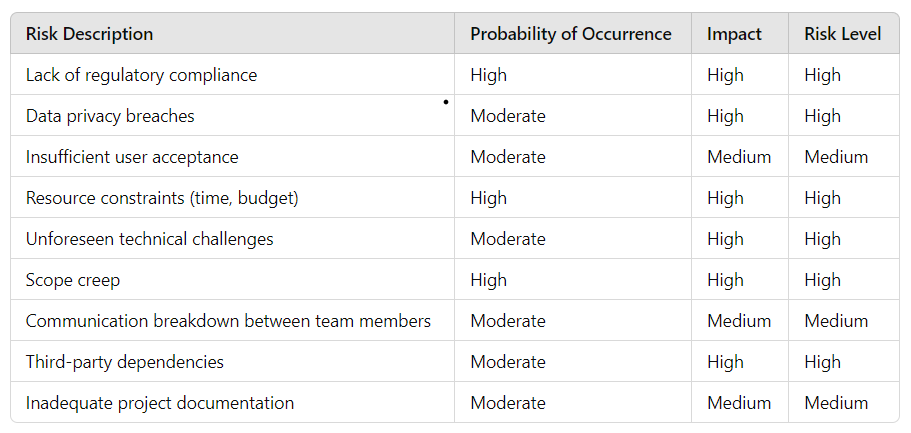 Risk Description Probability of Occurrence Impact Risk Level
Lack of regulatory compliance High High High
Data privacy breaches Moderate High High
Insufficient user acceptance Moderate Medium Medium
Resource constraints (time, budget) High High High
Unforeseen technical challenges Moderate High High
Scope creep High High High
Communication breakdown between team members Moderate Medium Medium
Third-party dependencies Moderate High High
Inadequate project documentation Moderate Medium Medium